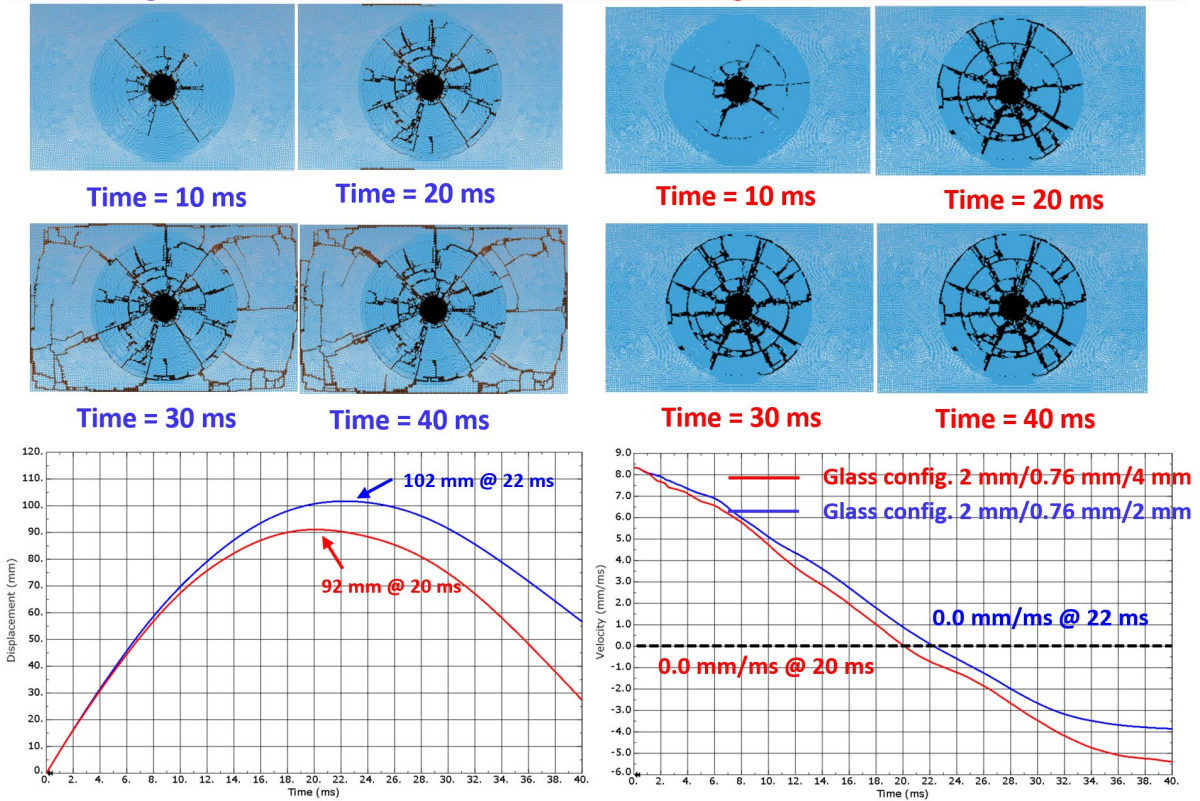 Time = 10 ms
Time = 20 ms
Time = 10 ms
Time = 20 ms
Time = 30 ms
Time = 40 ms
Time = 30 ms
Time = 40 ms
120.
110.
100.
90.
80.
70.
60.
50.
40.
30.
20.
10.
0.
Displacement (mm)
102 mm @ 22 ms
92 mm @ 20 ms
0. 2. 4. 6. 8. 10. 12. 14. 16. 18. 20. 22. 24. 26. 28. 30. 32. 34. 36. 38. 40.
Time (ms)
9.0
8.0
7.0
6.0
5.0
4.0
3.0
2.0
1.0
0.0
-1.0
-2.0
-3.0
-4.0
-5.0
-6.0
Velocity (mm/ms)
Glass config. 2 mm/0.76 mm/4 mm
Glass config. 2 mm/0.76 mm/2 mm
0.0 mm/ms @ 22 ms
0.0 mm/ms @ 20 ms
0. 2. 4. 6. 8. 10. 12. 14. 16. 18. 20. 22. 24. 26. 28. 30. 32. 34. 36. 38. 40.
Time (ms)